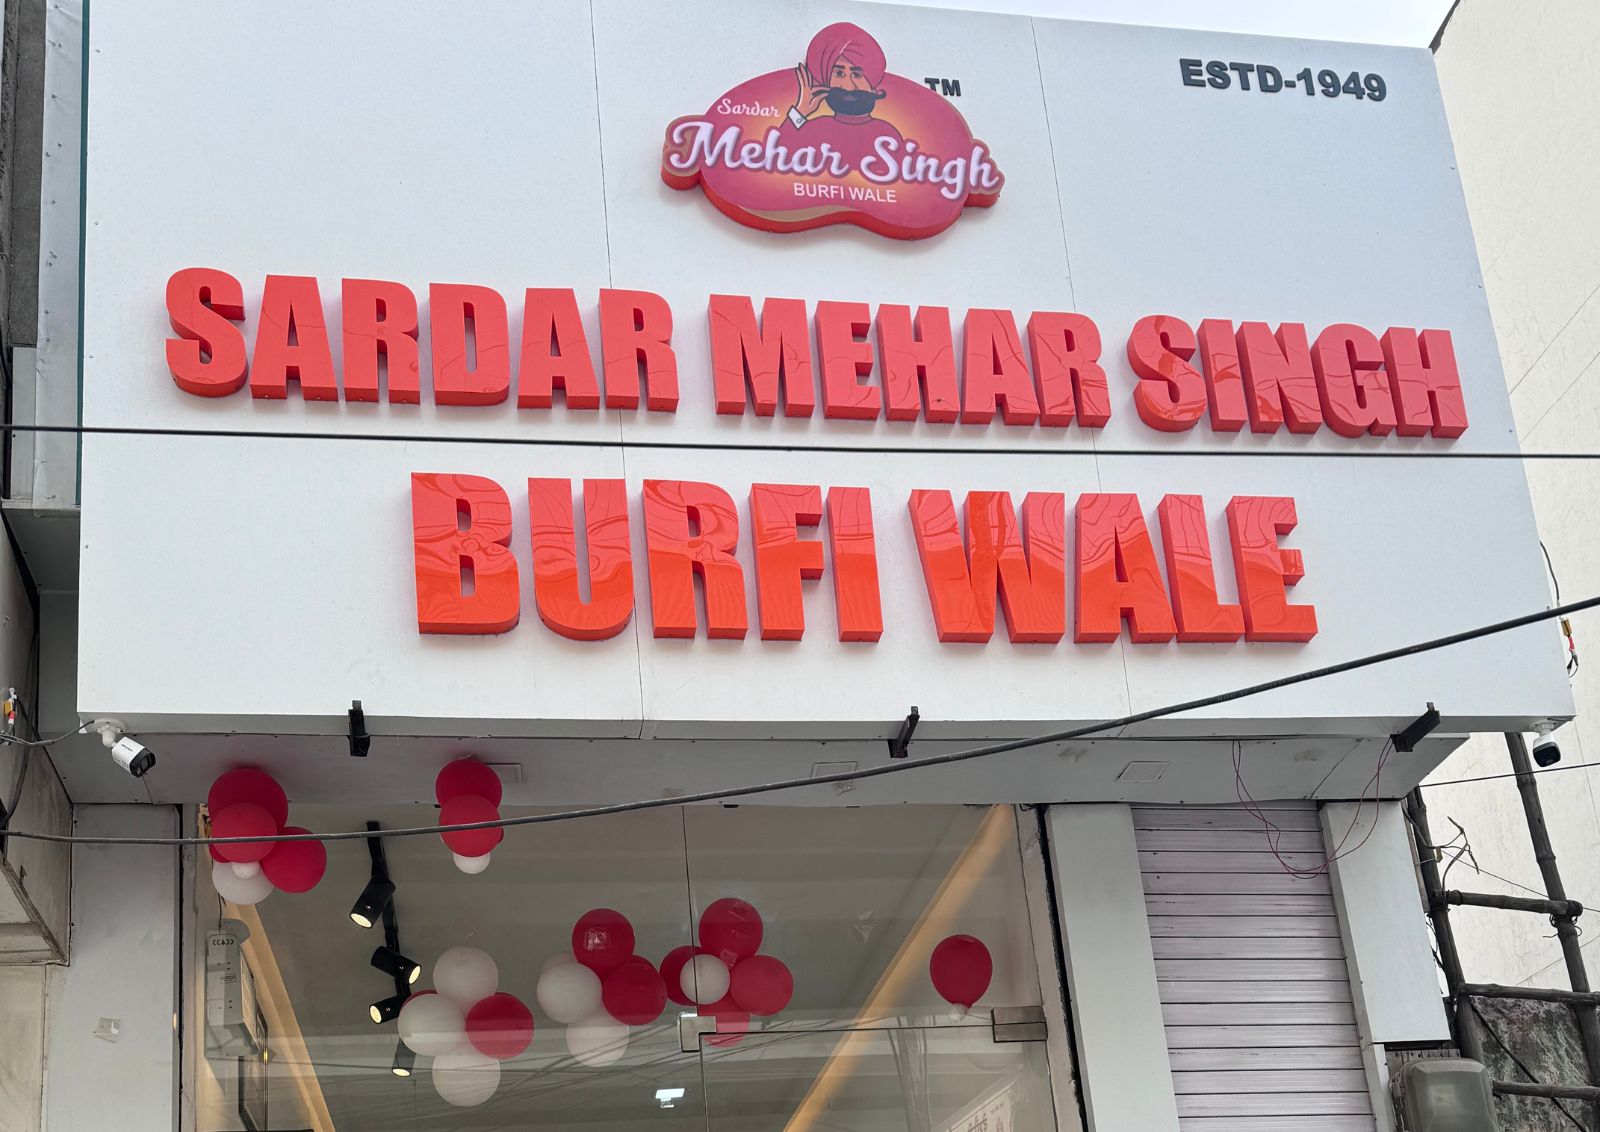 ESTD-1949
TM
Sardar
Mehar Singh
BURFI WALE
SARDAR MEHAR SINGH
BURFI WALE